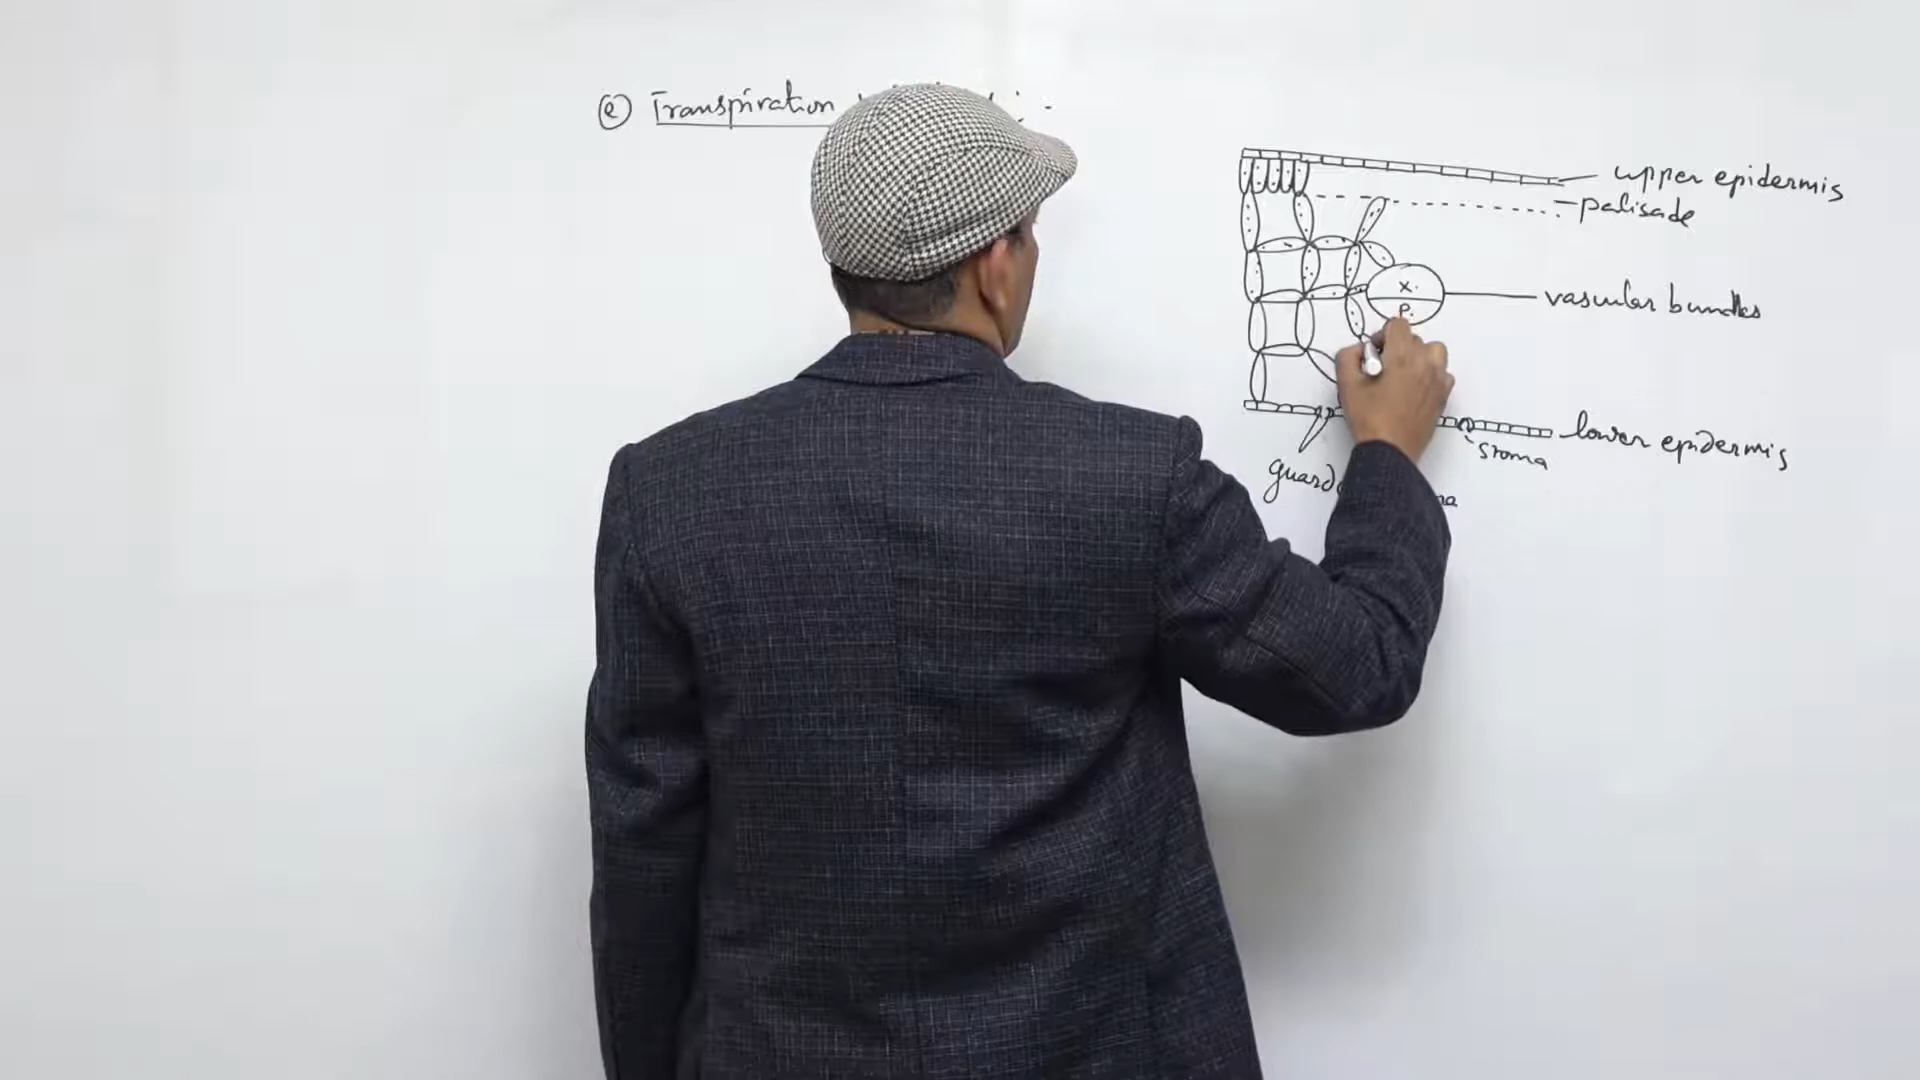 (e) Transpiration
upper epidermis
palisade
X.
P.
vascular bundles
lower epidermis
stoma
guard